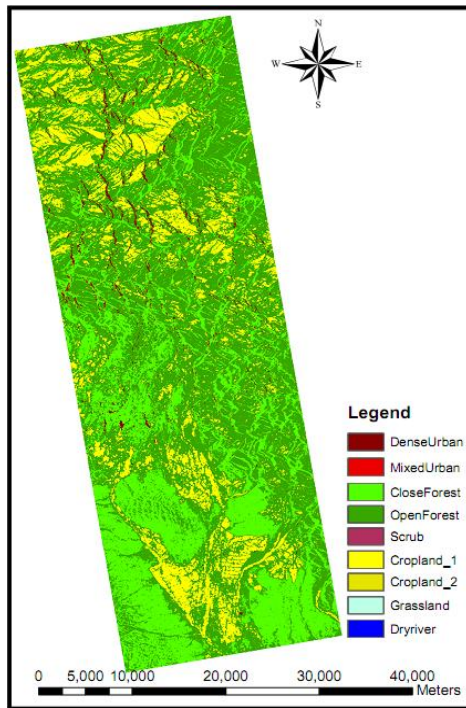 N
W E
S
Legend
DenseUrban
MixedUrban
CloseForest
OpenForest
Scrub
Cropland_1
Cropland_2
Grassland
Dryriver
0 5,000 10,000 20,000 30,000 40,000
Meters